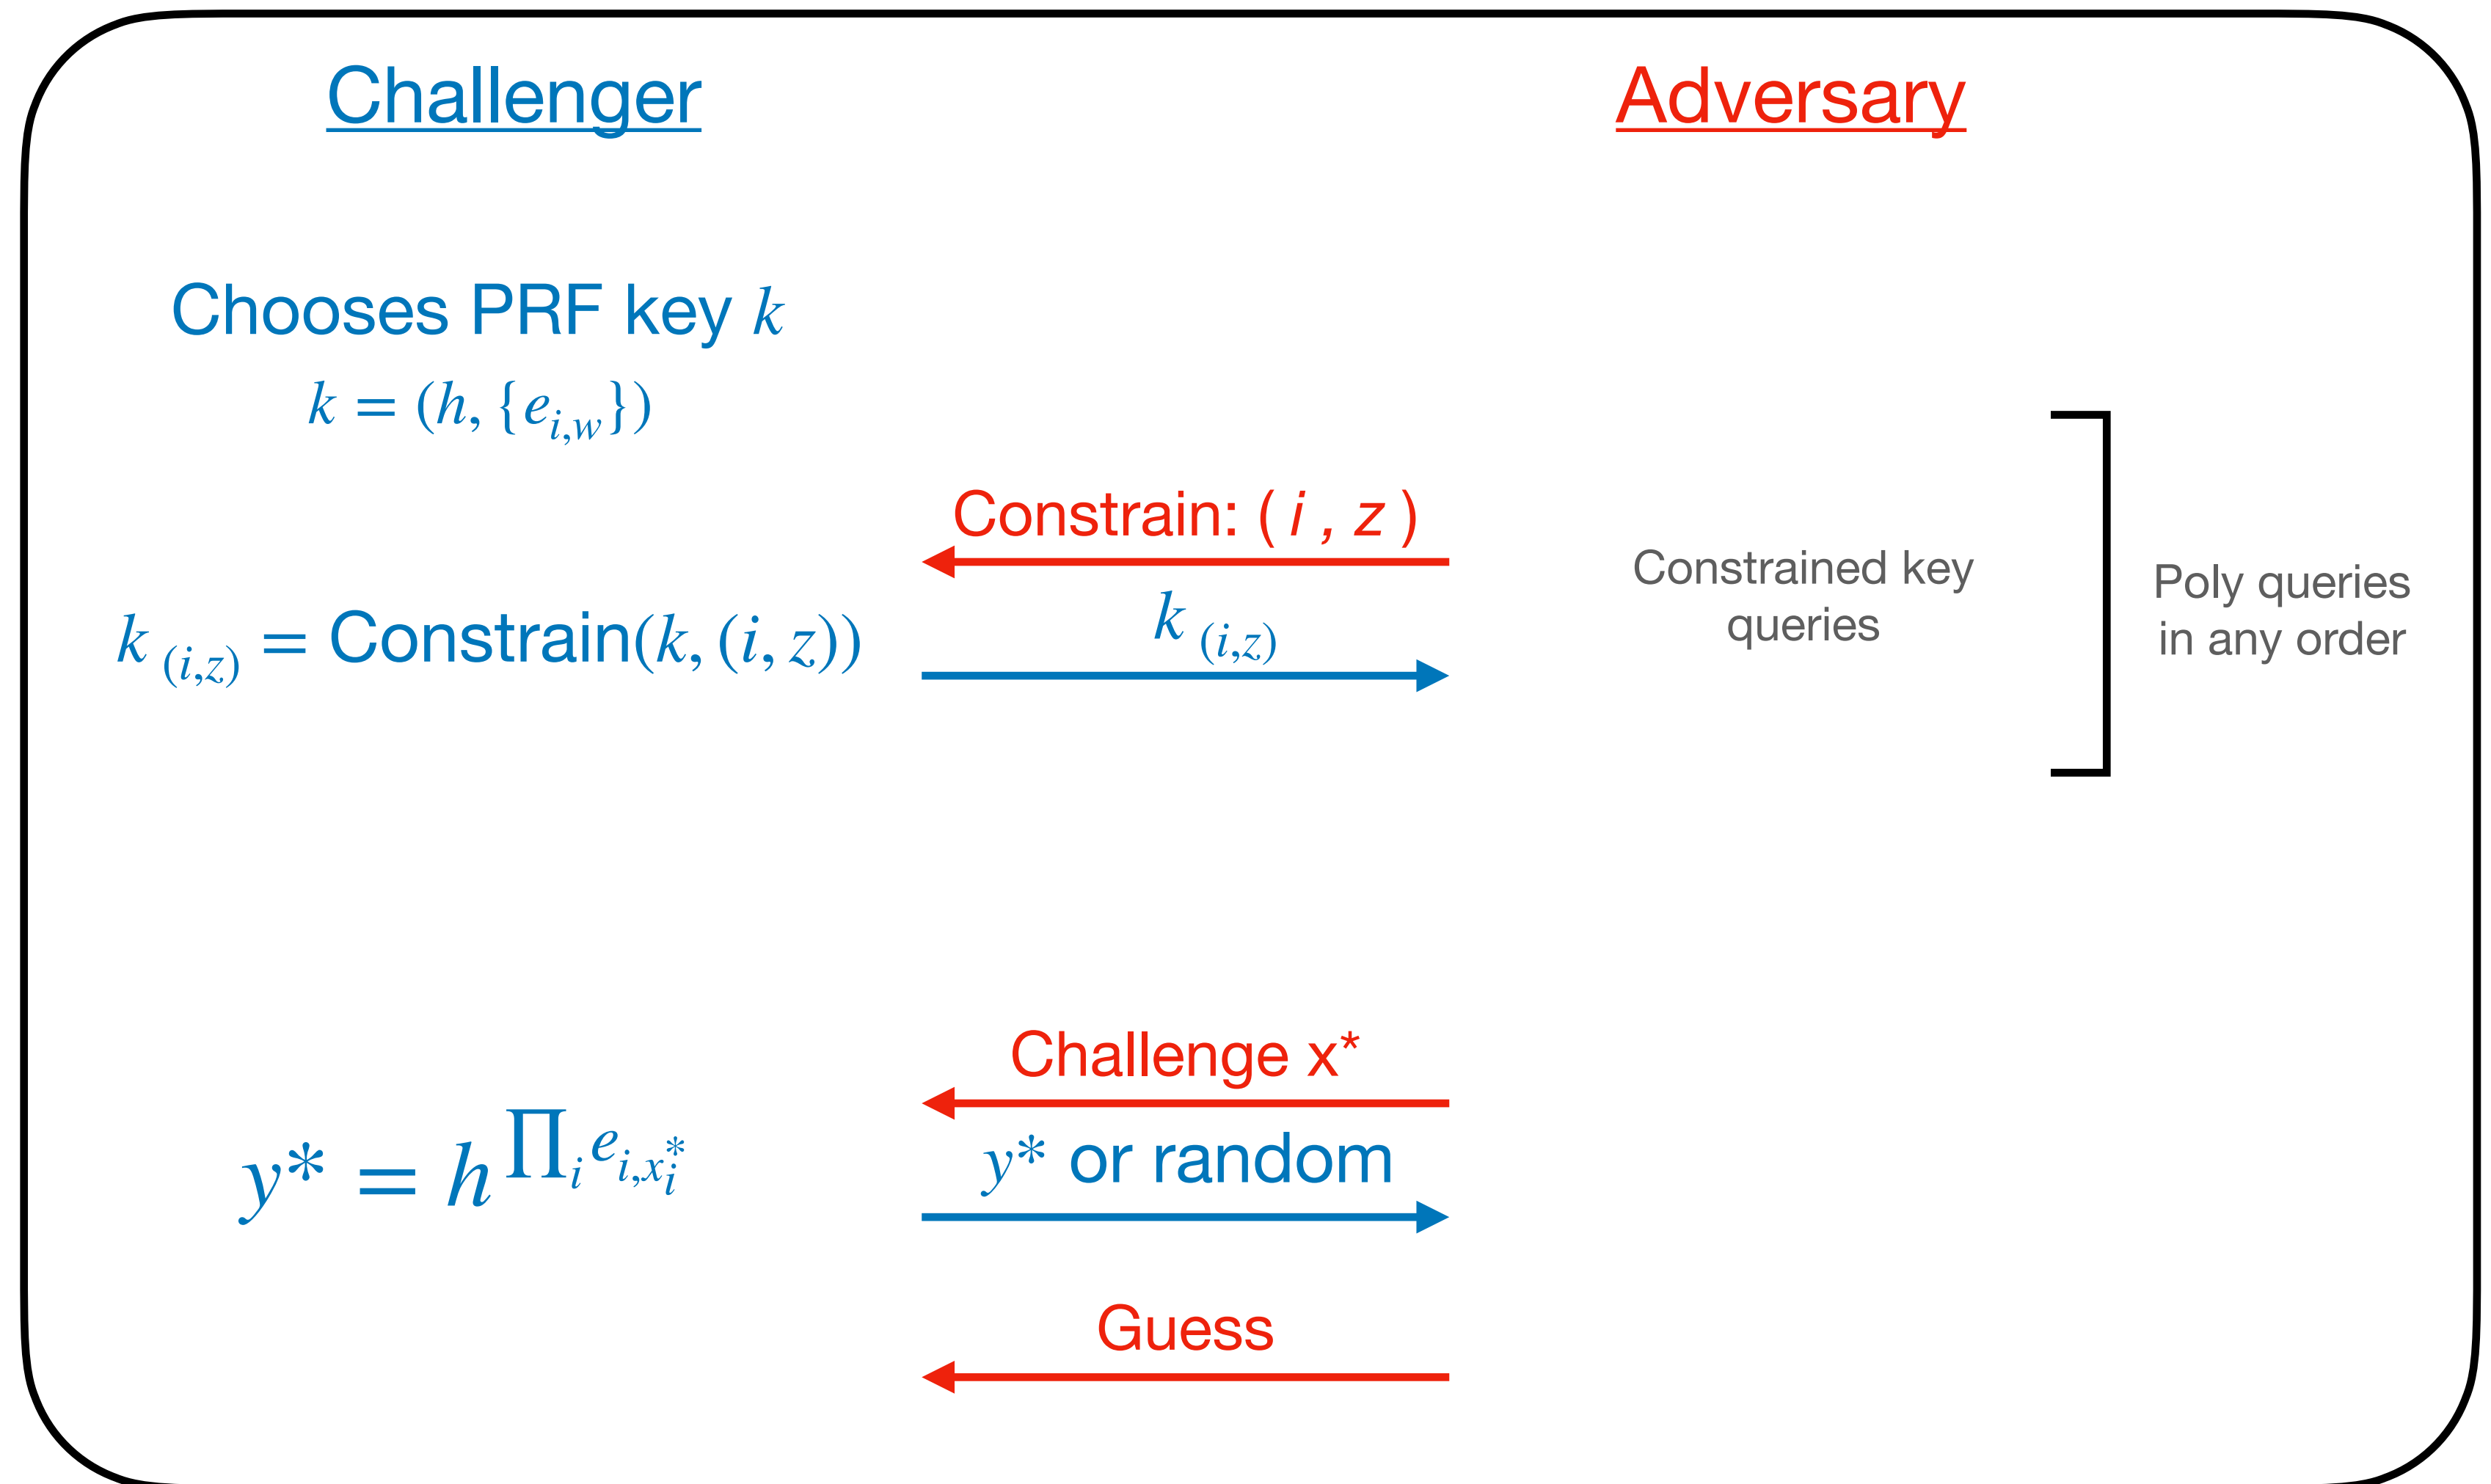 Challenger
Adversary
Chooses PRF key k
k = (h, {e_{i,w}})
Constrain: ( i , z )
k_{(i,z)} = Constrain(k, (i, z))
k_{(i,z)}
Constrained key
queries
Poly queries
in any order
Challenge x*
y* = h^{∏_i e_{i,x_i^*}}
y* or random
Guess